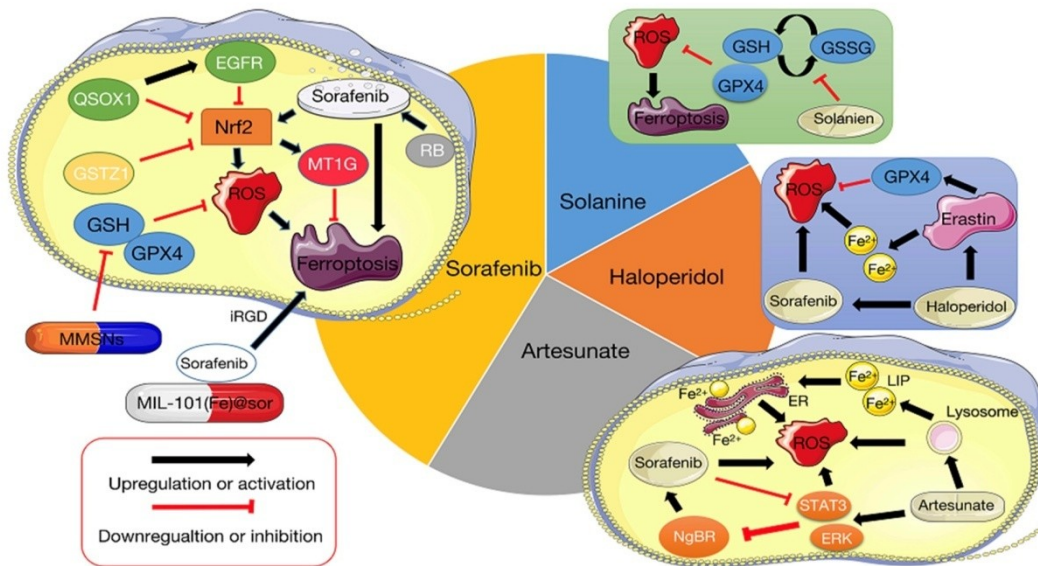 EGFR
QSOX1
Sorafenib
Nrf2
RB
GSTZ1
MT1G
ROS
GSH
GPX4
Ferroptosis
iRGD
MMSNs
Sorafenib
MIL-101(Fe)@sor
Upregulation or activation
Downregualtion or inhibition
Sorafenib
Solanine
Haloperidol
Artesunate
ROS
GSH
GSSG
GPX4
Ferroptosis
Solanien
ROS
GPX4
Erastin
Fe2+
Fe2+
Sorafenib
Haloperidol
Fe2+
LIP
Fe2+
ER
Fe2+
Lysosome
Fe2+
ROS
Sorafenib
STAT3
Artesunate
NgBR
ERK